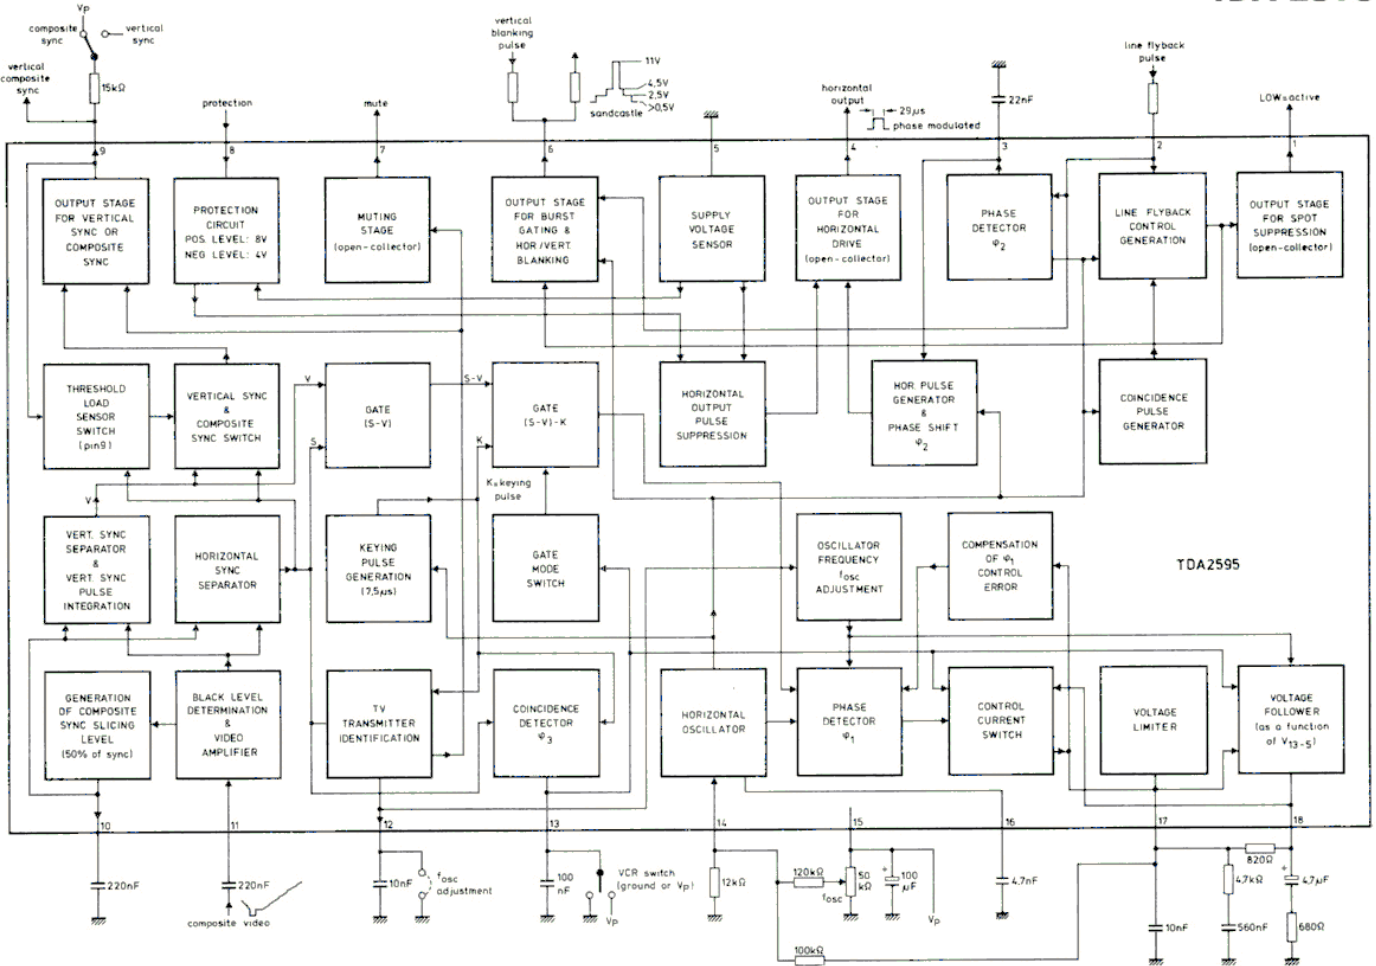 Vp
composite sync
vertical sync
vertical composite sync
15kΩ
protection
mute
vertical blanking pulse
11V
4,5V
2,5V
>0,5V
sandcastle
horizontal output
29µs
phase modulated
22nF
line flyback pulse
LOW=active
9
8
7
6
5
4
3
2
1
OUTPUT STAGE
FOR VERTICAL
SYNC OR
COMPOSITE
SYNC
PROTECTION
CIRCUIT
POS. LEVEL: 8V
NEG LEVEL: 4V
MUTING
STAGE
(open-collector)
OUTPUT STAGE
FOR BURST
GATING &
HOR/VERT.
BLANKING
SUPPLY
VOLTAGE
SENSOR
OUTPUT STAGE
FOR
HORIZONTAL
DRIVE
(open-collector)
PHASE
DETECTOR
φ2
LINE FLYBACK
CONTROL
GENERATION
OUTPUT STAGE
FOR SPOT
SUPPRESSION
(open-collector)
THRESHOLD
LOAD
SENSOR
SWITCH
(pin9)
VERTICAL SYNC
&
COMPOSITE
SYNC SWITCH
V
S
GATE
(S-V)
S-V
K
GATE
(S-V)-K
HORIZONTAL
OUTPUT
PULSE
SUPPRESSION
HOR PULSE
GENERATOR
&
PHASE SHIFT
φ2
COINCIDENCE
PULSE
GENERATOR
K=keying
pulse
V
VERT. SYNC
SEPARATOR
&
VERT. SYNC
PULSE
INTEGRATION
HORIZONTAL
SYNC
SEPARATOR
KEYING
PULSE
GENERATION
(7,5µs)
GATE
MODE
SWITCH
OSCILLATOR
FREQUENCY
fosc
ADJUSTMENT
COMPENSATION
OF φ1
CONTROL
ERROR
TDA2595
GENERATION
OF COMPOSITE
SYNC SLICING
LEVEL
(50% of sync)
BLACK LEVEL
DETERMINATION
&
VIDEO
AMPLIFIER
TV
TRANSMITTER
IDENTIFICATION
COINCIDENCE
DETECTOR
φ3
HORIZONTAL
OSCILLATOR
PHASE
DETECTOR
φ1
CONTROL
CURRENT
SWITCH
VOLTAGE
LIMITER
VOLTAGE
FOLLOWER
(as a function
of V13-5)
10
11
12
13
14
15
16
17
18
220nF
220nF
composite video
10nF
fosc
adjustment
100
nF
VCR switch
(ground or Vp)
Vp
12kΩ
120kΩ
50
kΩ
fosc
+
100
µF
Vp
100kΩ
4,7nF
10nF
820Ω
4,7kΩ
560nF
+
4,7µF
680Ω